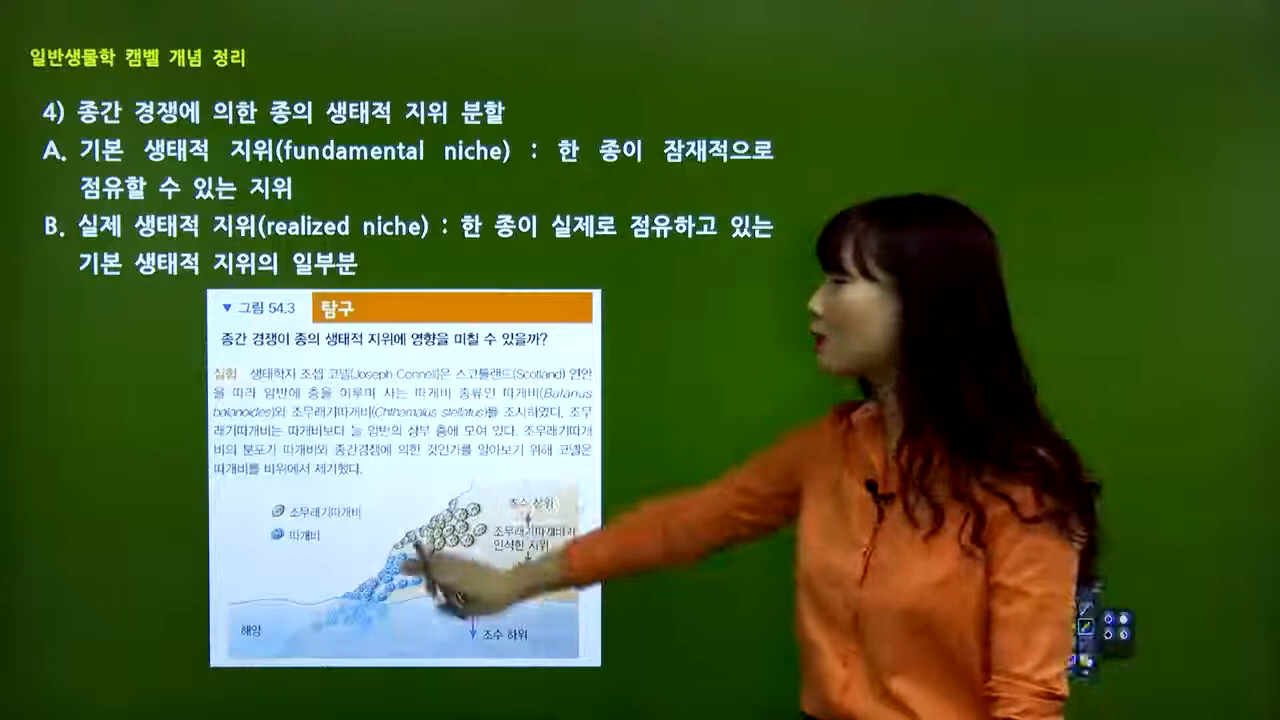 일반생물학 캠벨 개념 정리
4) 종간 경쟁에 의한 종의 생태적 지위 분할
A. 기본 생태적 지위(fundamental niche) : 한 종이 잠재적으로
점유할 수 있는 지위
B. 실제 생태적 지위(realized niche) : 한 종이 실제로 점유하고 있는
기본 생태적 지위의 일부분
▼ 그림 54.3 탐구
종간 경쟁이 종의 생태적 지위에 영향을 미칠 수 있을까?
실험 생태학자 조셉 코넬(Joseph Connell)은 스코틀랜드(Scotland) 연안
을 따라 암반에 층을 이루며 사는 따개비 종류인 따개비(Balanus
balanoides)와 조무래기따개비(Chthamalus stellatus)를 조사하였다. 조무
래기따개비는 따개비보다 늘 암반의 상부 층에 모여 있다. 조무래기따개
비의 분포가 따개비와 종간경쟁에 의한 것인가를 알아보기 위해 코넬은
따개비를 바위에서 제거했다.
조무래기따개비
따개비
조수 상위
조무래기따개비가
인식한 지위
해양
조수 하위